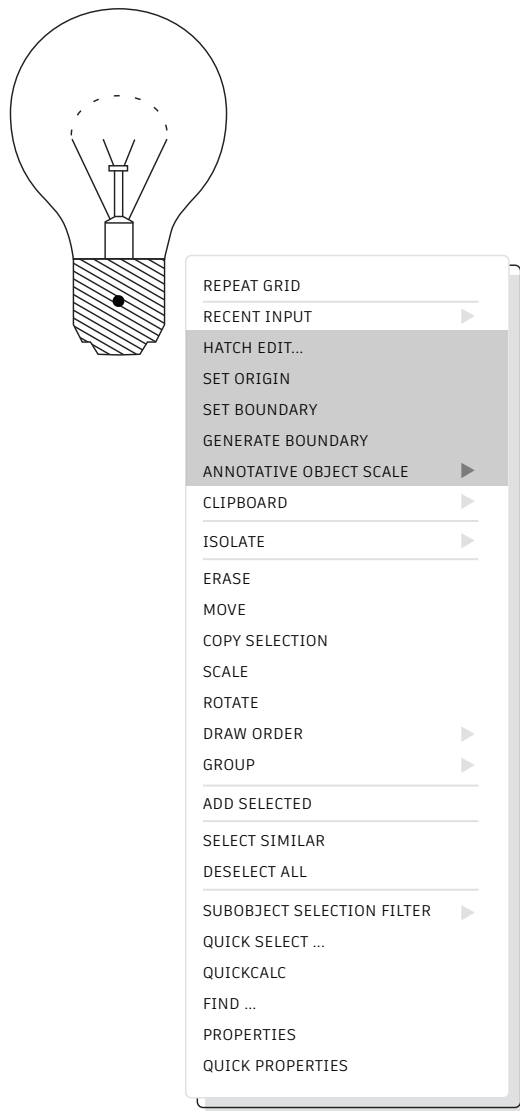 REPEAT GRID
RECENT INPUT
HATCH EDIT...
SET ORIGIN
SET BOUNDARY
GENERATE BOUNDARY
ANNOTATIVE OBJECT SCALE
CLIPBOARD
ISOLATE
ERASE
MOVE
COPY SELECTION
SCALE
ROTATE
DRAW ORDER
GROUP
ADD SELECTED
SELECT SIMILAR
DESELECT ALL
SUBOBJECT SELECTION FILTER
QUICK SELECT ...
QUICKCALC
FIND ...
PROPERTIES
QUICK PROPERTIES